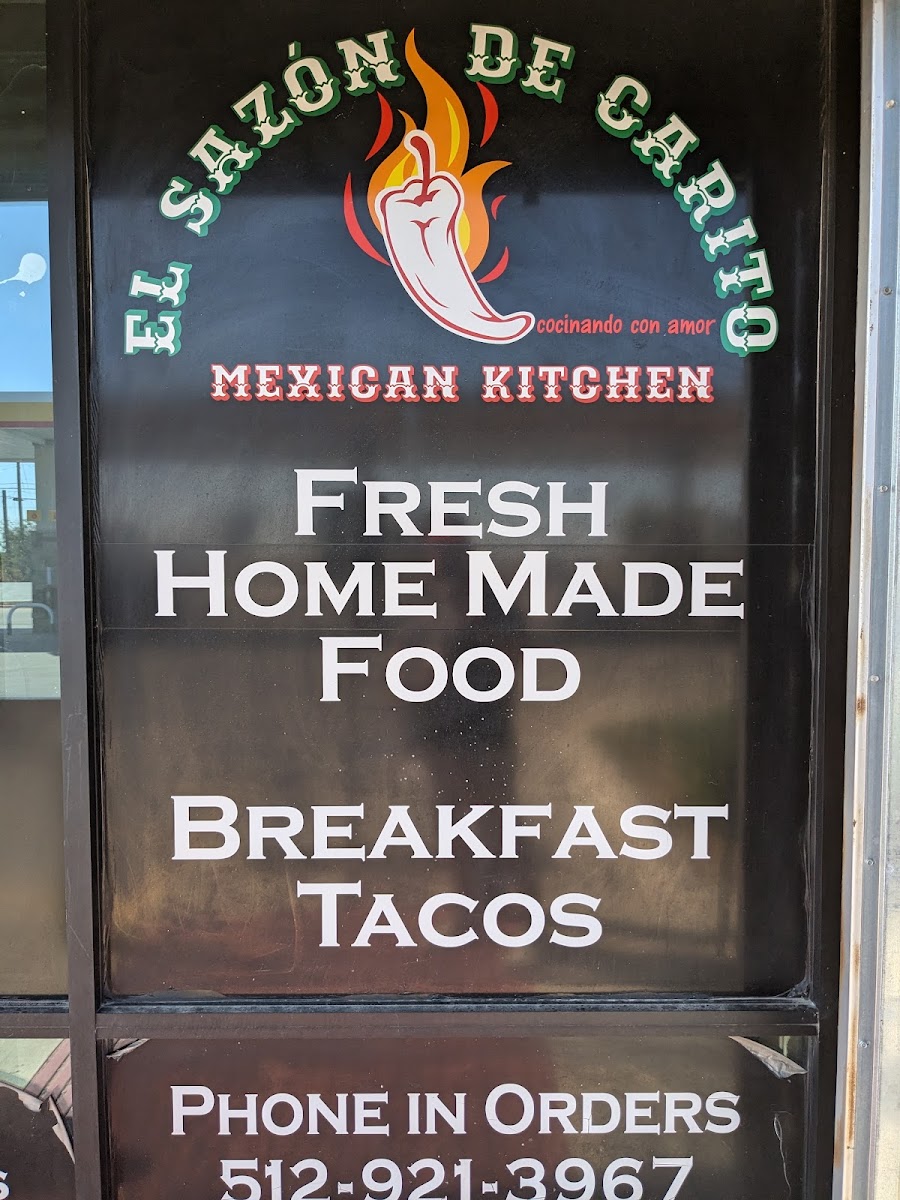 EL SAZÓN DE CARITO
cocinando con amor
MEXICAN KITCHEN
FRESH
HOME MADE
FOOD
BREAKFAST
TACOS
PHONE IN ORDERS
512-921-3967